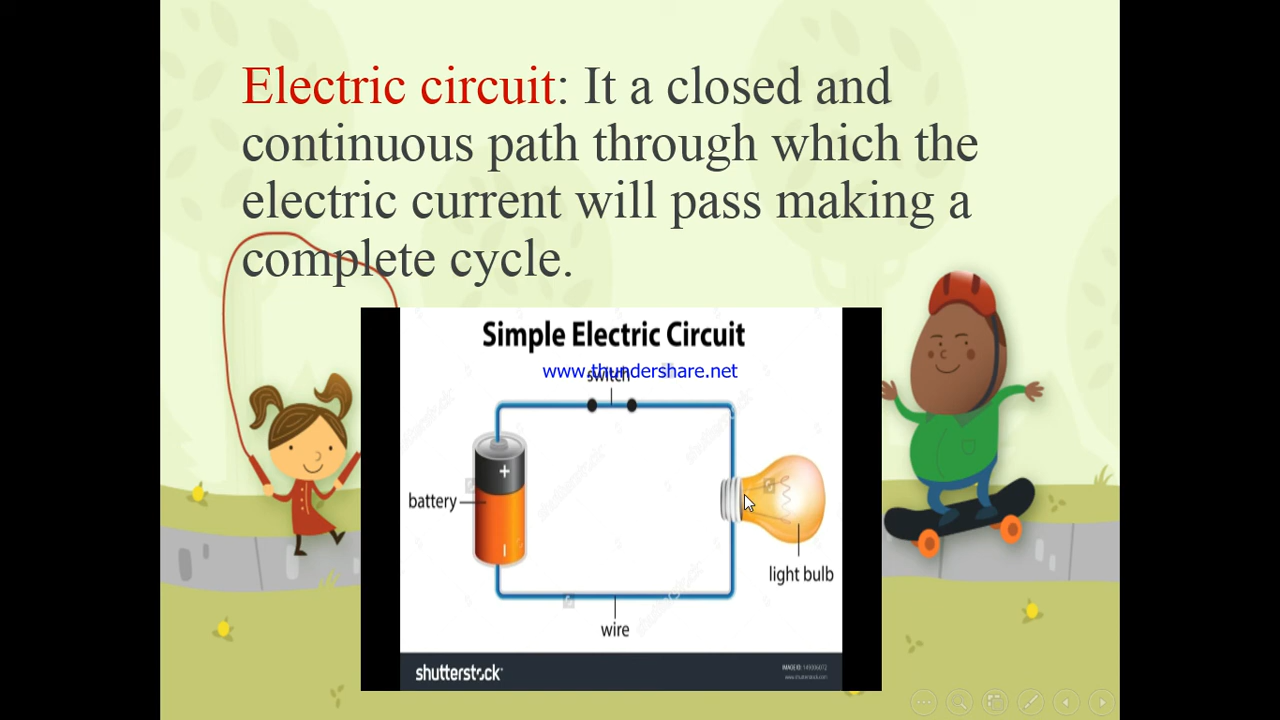 Electric circuit: It a closed and
continuous path through which the
electric current will pass making a
complete cycle.
Simple Electric Circuit
www.thundershare.net
switch
+
battery
light bulb
wire
shutterstock